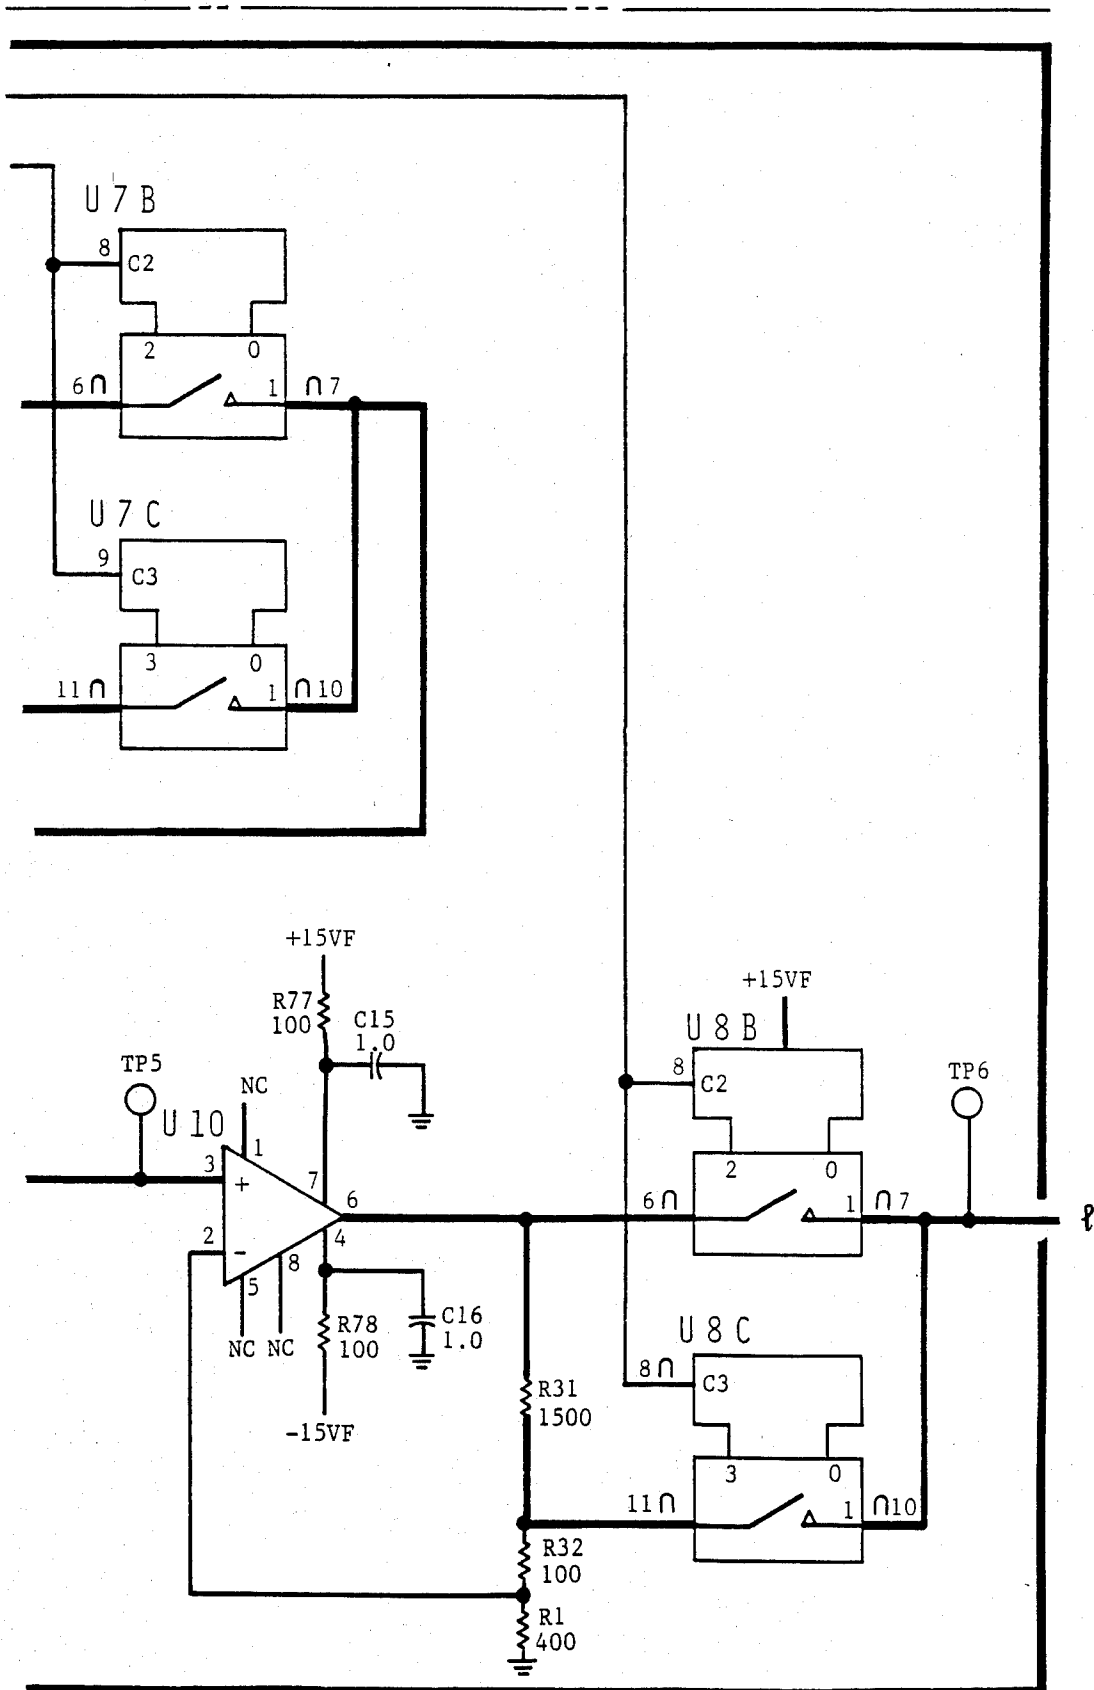 U7B
8
C2
2 0
6∩ 1 ∩7
U7C
9
C3
3 0
11∩ 1 ∩10
+15VF
+15VF
R77
100
C15
1.0
U8B
TP5
8
C2
TP6
NC
U10
1
3
+
7
2 0
6
6∩ 1 ∩7
ℓ
2
-
4
8
5
NC NC
R78
100
C16
1.0
U8C
8∩
C3
R31
1500
-15VF
3 0
11∩ 1 ∩10
R32
100
R1
400